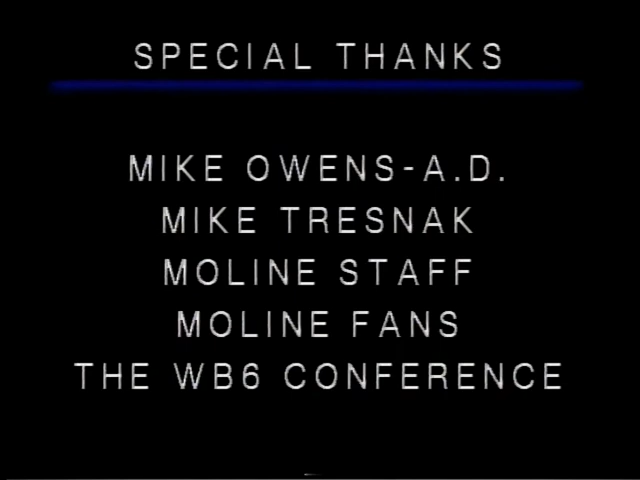 SPECIAL THANKS
MIKE OWENS-A.D.
MIKE TRESNAK
MOLINE STAFF
MOLINE FANS
THE WB6 CONFERENCE